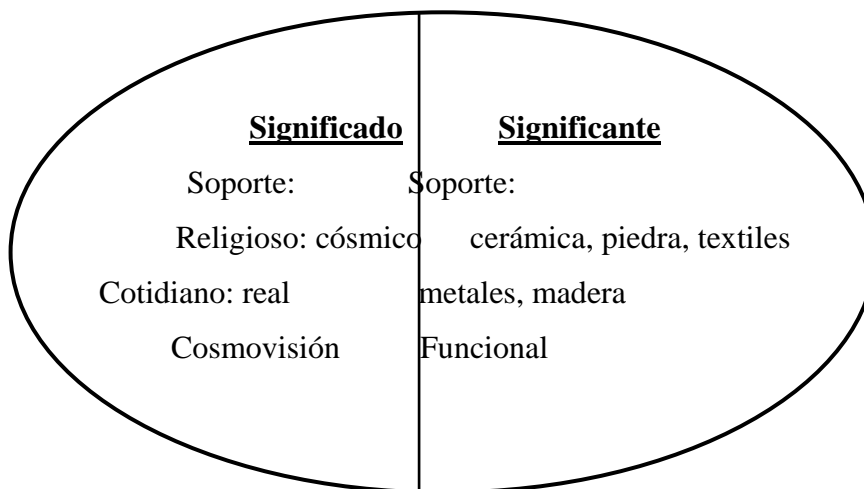 Significado Significante
Soporte: Soporte:
Religioso: cósmico cerámica, piedra, textiles
Cotidiano: real metales, madera
Cosmovisión Funcional